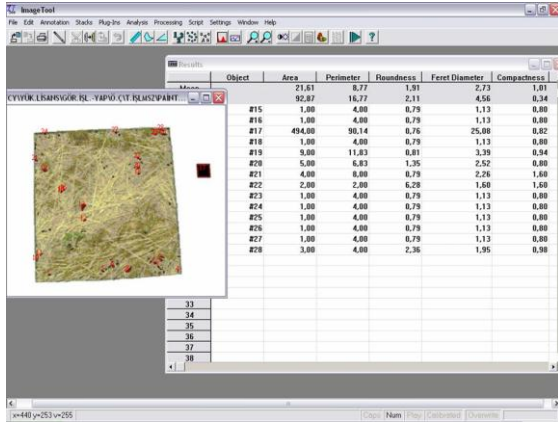 ImageTool
File Edit Annotation Stacks Plug-Ins Analysis Processing Script Settings Window Help
Results
Object Area Perimeter Roundness Feret Diameter Compactness
Mean 21,61 8,77 1,91 2,73 1,01
92,87 16,77 2,11 4,56 0,34
#15 1,00 4,00 0,79 1,13 0,80
#16 1,00 4,00 0,79 1,13 0,80
#17 494,00 90,14 0,76 25,08 0,82
#18 1,00 4,00 0,79 1,13 0,80
#19 9,00 11,83 0,81 3,39 0,94
#20 5,00 6,83 1,35 2,52 0,80
#21 4,00 8,00 0,79 2,26 1,60
#22 2,00 2,00 6,28 1,60 1,60
#23 1,00 4,00 0,79 1,13 0,80
#24 1,00 4,00 0,79 1,13 0,80
#25 1,00 4,00 0,79 1,13 0,80
#26 1,00 4,00 0,79 1,13 0,80
#27 1,00 4,00 0,79 1,13 0,80
#28 3,00 4,00 2,36 1,95 0,98
33
34
35
36
37
38
x=440 y=253 v=255
Caps Num Play Calibrated Overwrite